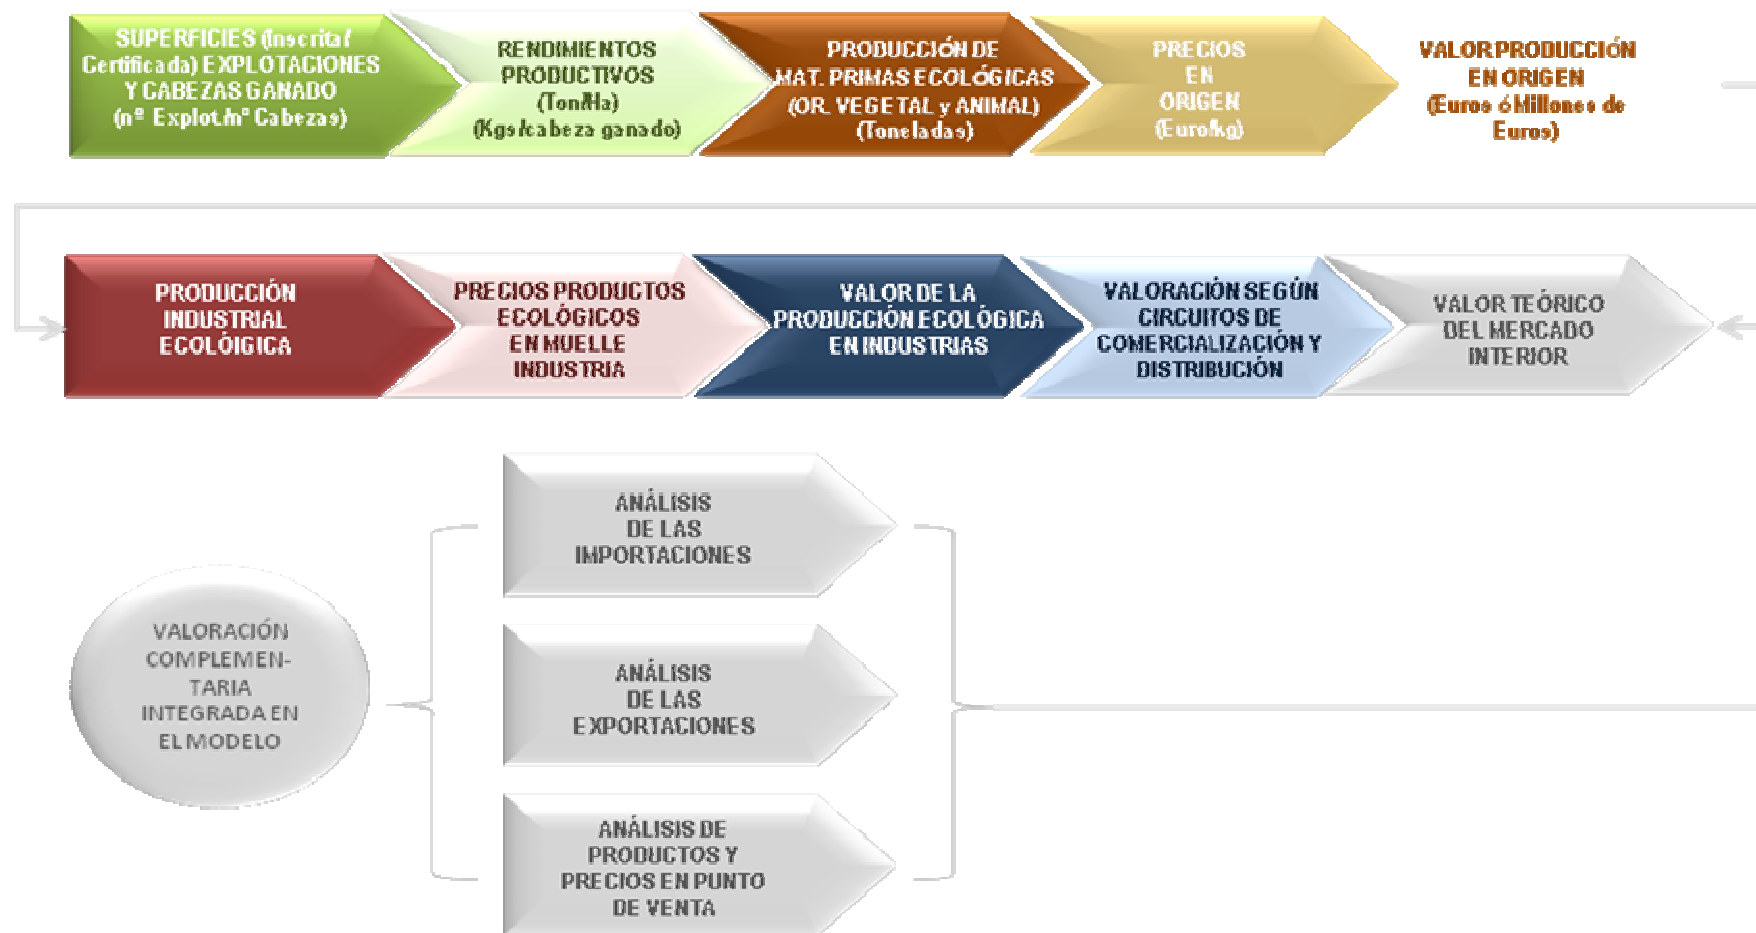 SUPERFICIES (Inscrita/
Certificada) EXPLOTACIONES
Y CABEZAS GANADO
(nº Explot./nº Cabezas)
RENDIMIENTOS
PRODUCTIVOS
(Ton/Ha)
(Kgs/cabeza ganado)
PRODUCCIÓN DE
MAT. PRIMAS ECOLÓGICAS
(OR. VEGETAL y ANIMAL)
(Toneladas)
PRECIOS
EN
ORIGEN
(Euro/kg)
VALOR PRODUCCIÓN
EN ORIGEN
(Euros ó Millones de
Euros)
PRODUCCIÓN
INDUSTRIAL
ECOLÓIGICA
PRECIOS PRODUCTOS
ECOLÓGICOS
EN MUELLE
INDUSTRIA
VALOR DE LA
PRODUCCIÓN ECOLÓGICA
EN INDUSTRIAS
VALORACIÓN SEGÚN
CIRCUITOS DE
COMERCIALIZACIÓN Y
DISTRIBUCIÓN
VALOR TEÓRICO
DEL MERCADO
INTERIOR
ANÁLISIS
DE LAS
IMPORTACIONES
VALORACIÓN
COMPLEMEN-
TARIA
INTEGRADA EN
EL MODELO
ANÁLISIS
DE LAS
EXPORTACIONES
ANÁLISIS DE
PRODUCTOS Y
PRECIOS EN PUNTO
DE VENTA